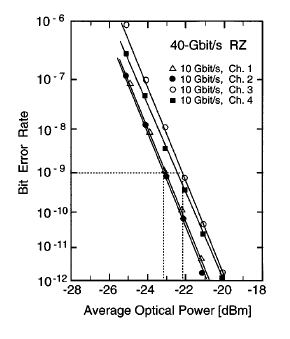 40-Gbit/s RZ
△ 10 Gbit/s, Ch. 1
● 10 Gbit/s, Ch. 2
○ 10 Gbit/s, Ch. 3
■ 10 Gbit/s, Ch. 4
Bit Error Rate
10⁻⁶
10⁻⁷
10⁻⁸
10⁻⁹
10⁻¹⁰
10⁻¹¹
10⁻¹²
-28 -26 -24 -22 -20 -18
Average Optical Power [dBm]